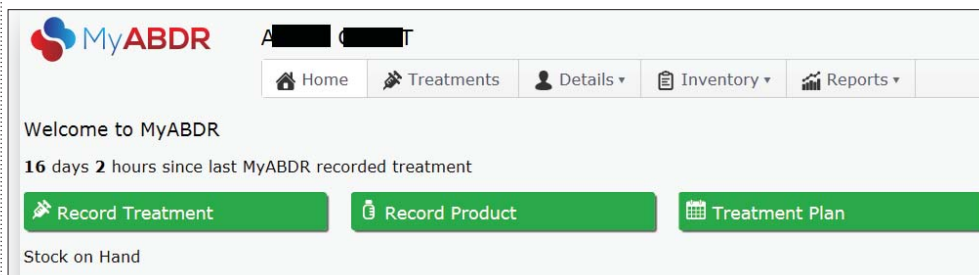 MyABDR
Home Treatments Details Inventory Reports
Welcome to MyABDR
16 days 2 hours since last MyABDR recorded treatment
Record Treatment Record Product Treatment Plan
Stock on Hand